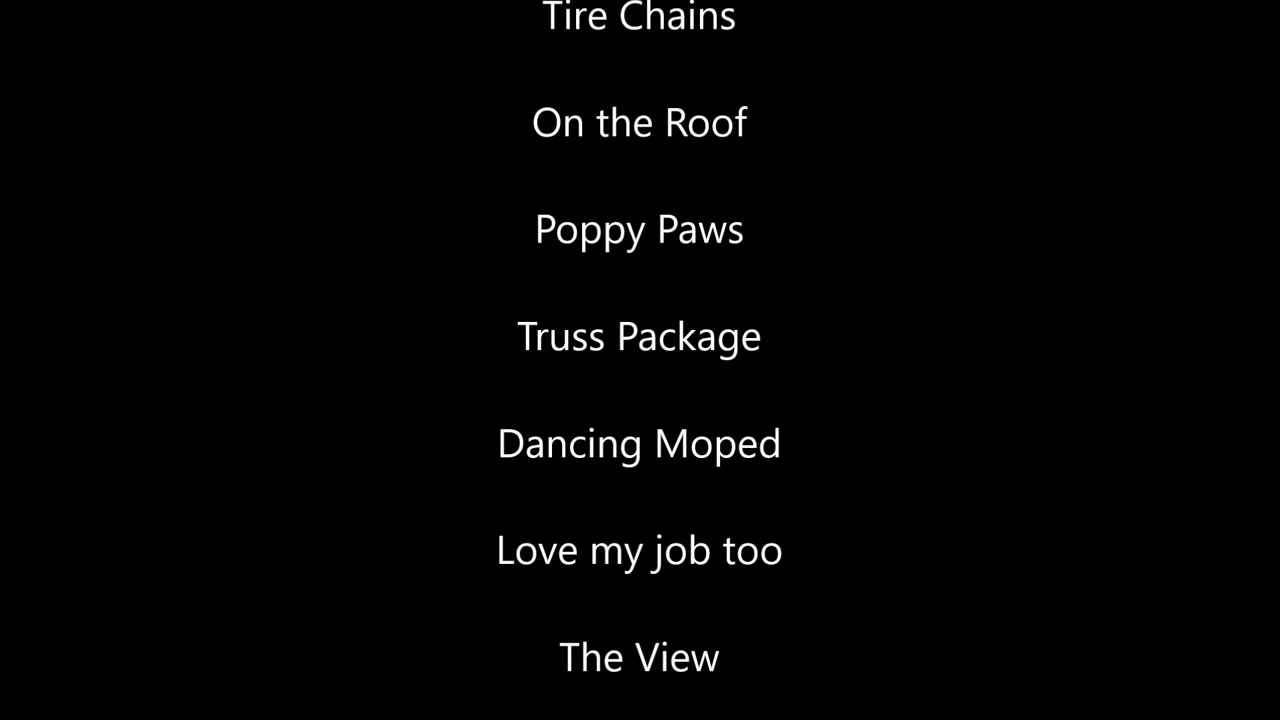 Tire Chains
On the Roof
Poppy Paws
Truss Package
Dancing Moped
Love my job too
The View